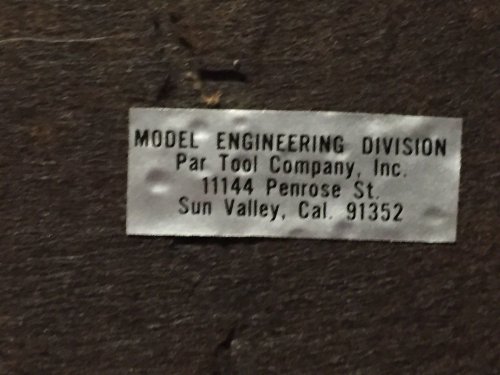 MODEL ENGINEERING DIVISION
Par Tool Company, Inc.
11144 Penrose St.
Sun Valley, Cal. 91352